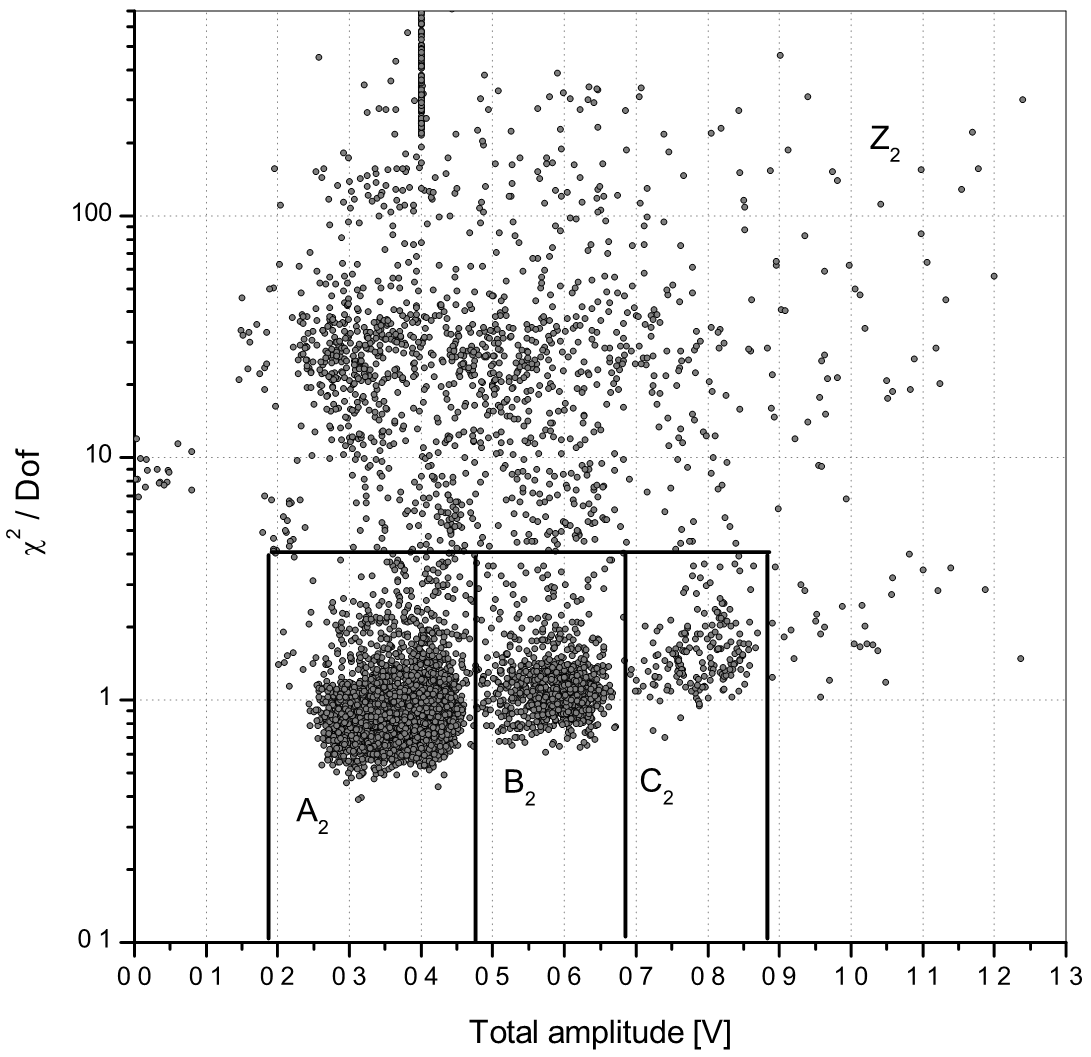 Z₂
100
10
χ² / Dof
1
A₂
B₂
C₂
0 1
0 0 0 1 0 2 0 3 0 4 0 5 0 6 0 7 0 8 0 9 1 0 1 1 1 2 1 3
Total amplitude [V]